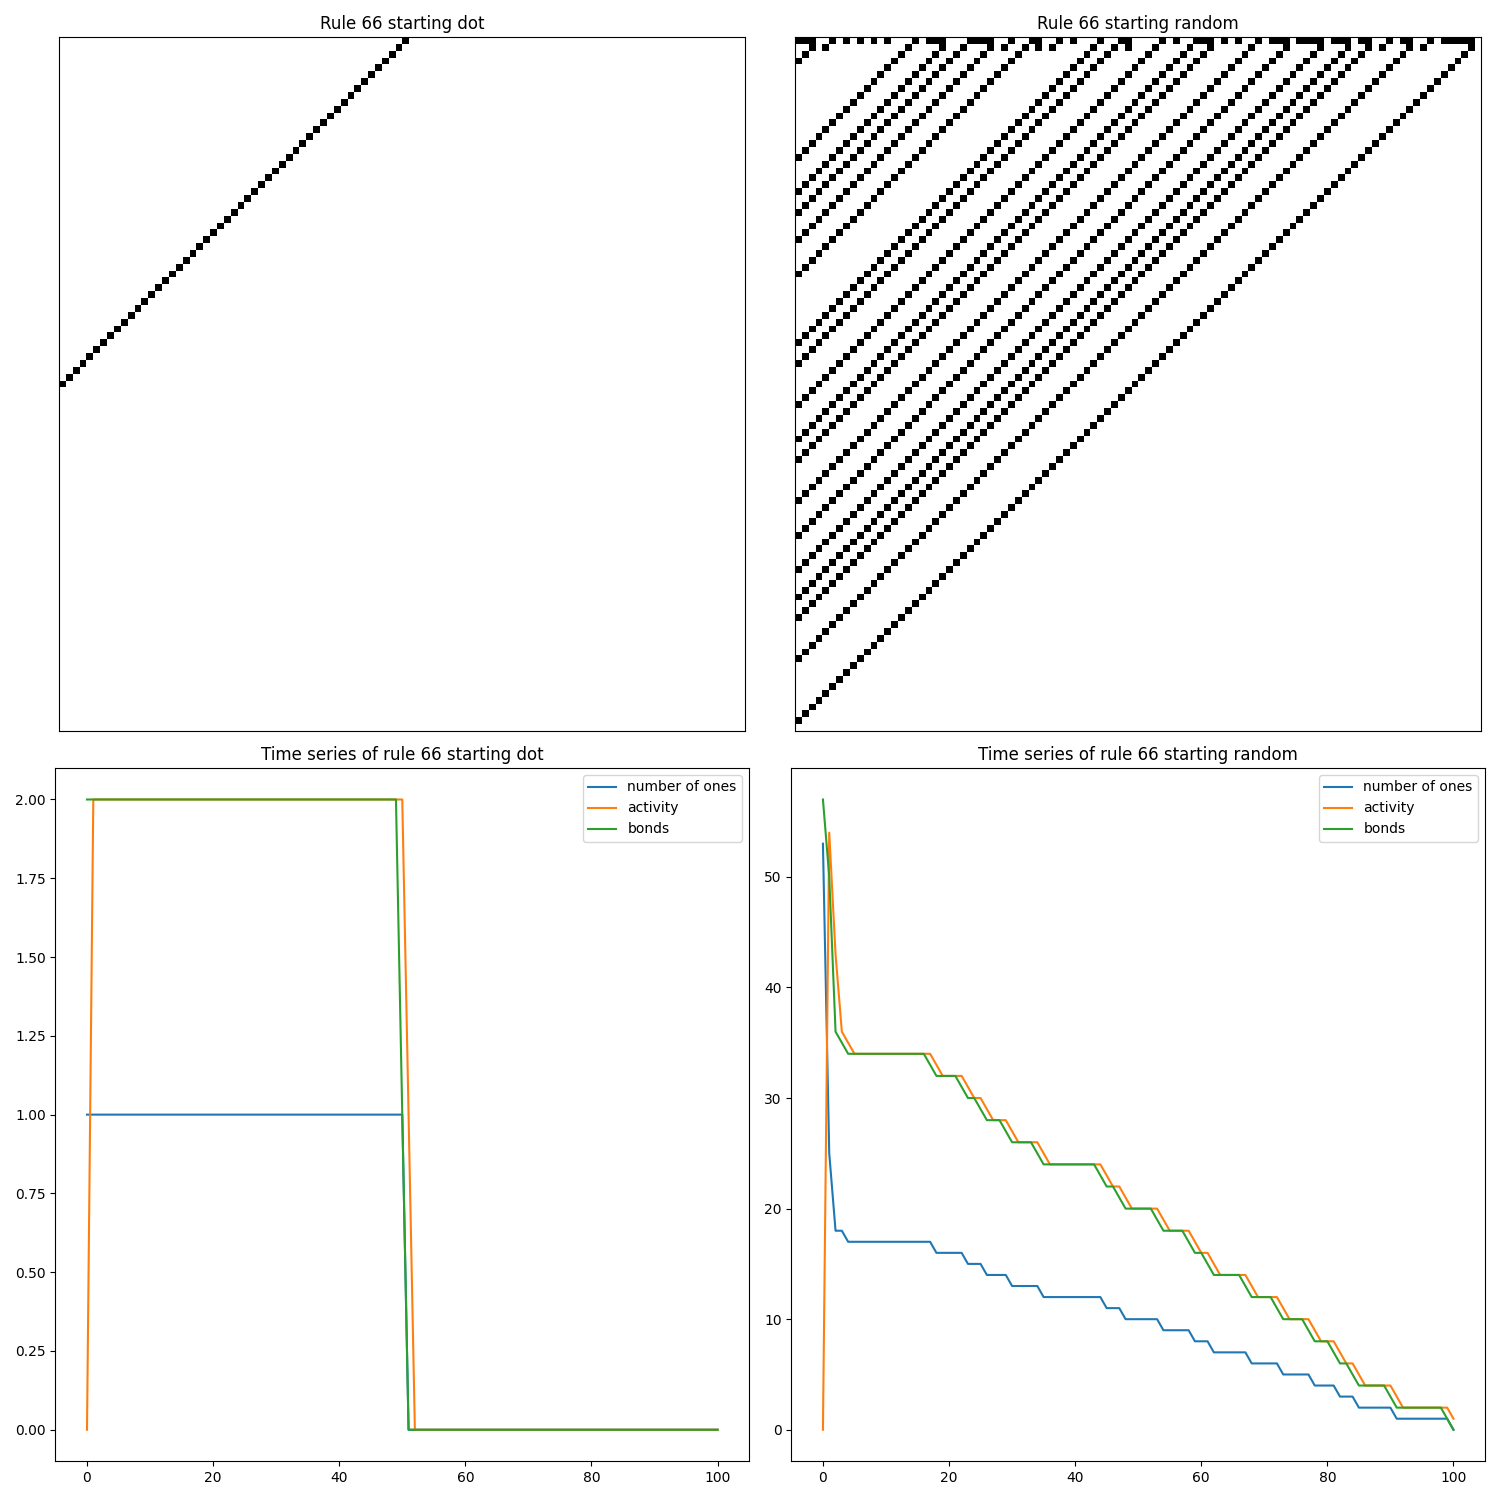 Rule 66 starting dot
Rule 66 starting random
Time series of rule 66 starting dot
Time series of rule 66 starting random
number of ones
activity
bonds
2.00
1.75
1.50
1.25
1.00
0.75
0.50
0.25
0.00
0 20 40 60 80 100
number of ones
activity
bonds
50
40
30
20
10
0
0 20 40 60 80 100